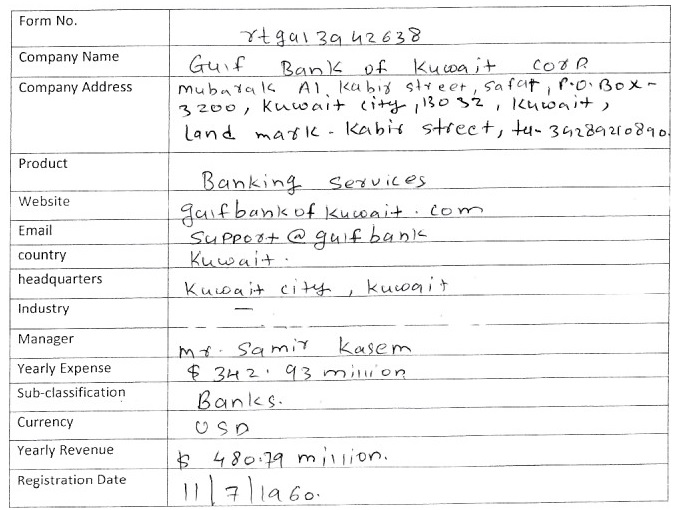 Form No.
rtgul3942638
Company Name
Gulf Bank of Kuwait corp
Company Address
Mubarak Al, Kabir street, Safat, P.O. Box -
3200, Kuwait city, 13032, Kuwait,
Land mark - Kabir street, tel- 39289210890.
Product
Banking services
Website
gulfbankofkuwait.com
Email
support@gulfbank
country
Kuwait.
headquarters
Kuwait city, Kuwait
Industry
—
Manager
mr. Samir Kasem
Yearly Expense
$ 342.93 million
Sub-classification
Banks.
Currency
USD
Yearly Revenue
$ 480.79 million.
Registration Date
11/7/1960.